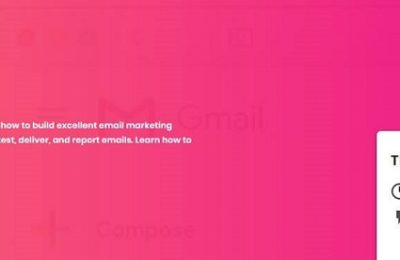 how to build excellent email marketing
Gmail
est, deliver, and report emails. Learn how to
T
Compose